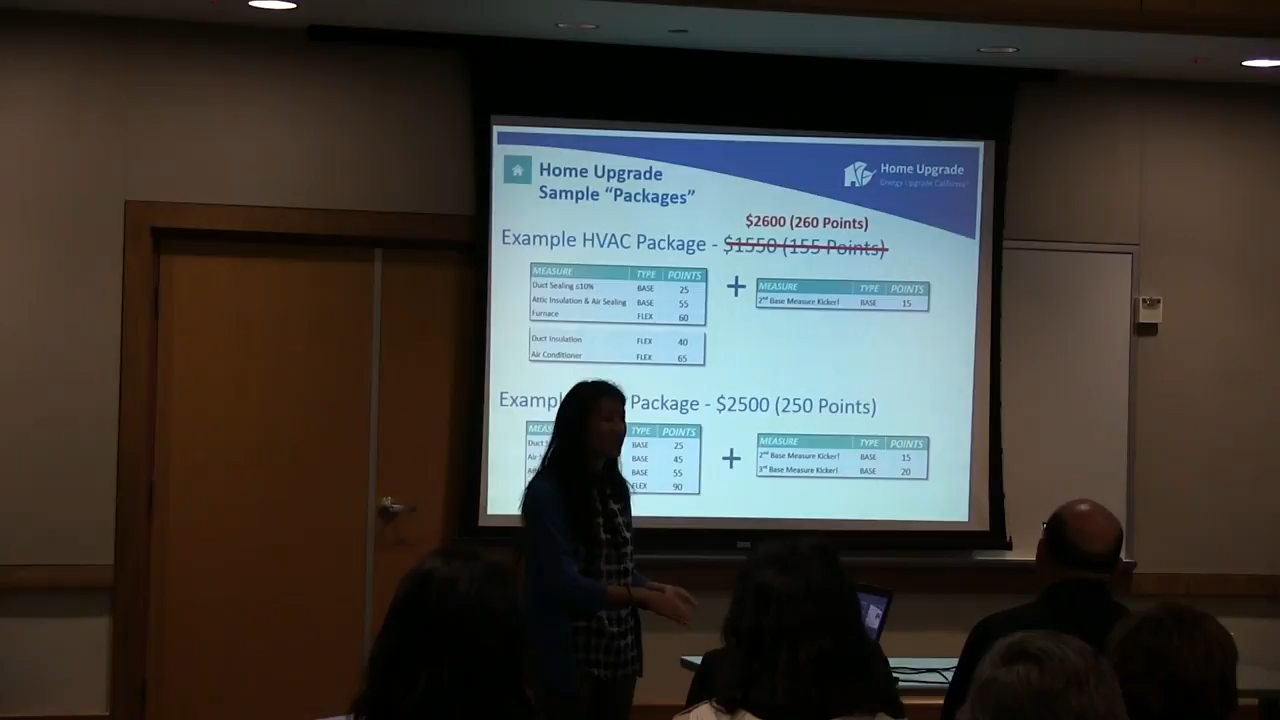 Home Upgrade
Sample “Packages”
Home Upgrade
Energy Upgrade California
$2600 (260 Points)
Example HVAC Package - $1550 (155 Points)
MEASURE TYPE POINTS
Duct Sealing ≤10% BASE 25
Attic Insulation & Air Sealing BASE 55
Furnace FLEX 60
Duct Insulation FLEX 40
Air Conditioner FLEX 65
+
MEASURE TYPE POINTS
2nd Base Measure Kicker! BASE 15
Package - $2500 (250 Points)
TYPE POINTS
Duct BASE 25
BASE 45
BASE 55
FLEX 90
+
MEASURE TYPE POINTS
2nd Base Measure Kicker! BASE 15
3rd Base Measure Kicker! BASE 20